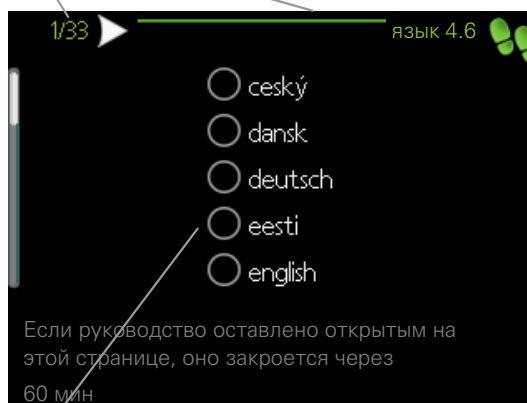 1/33
язык 4.6
ceský
dansk
deutsch
eesti
english
Если руководство оставлено открытым на
этой странице, оно закроется через
60 мин